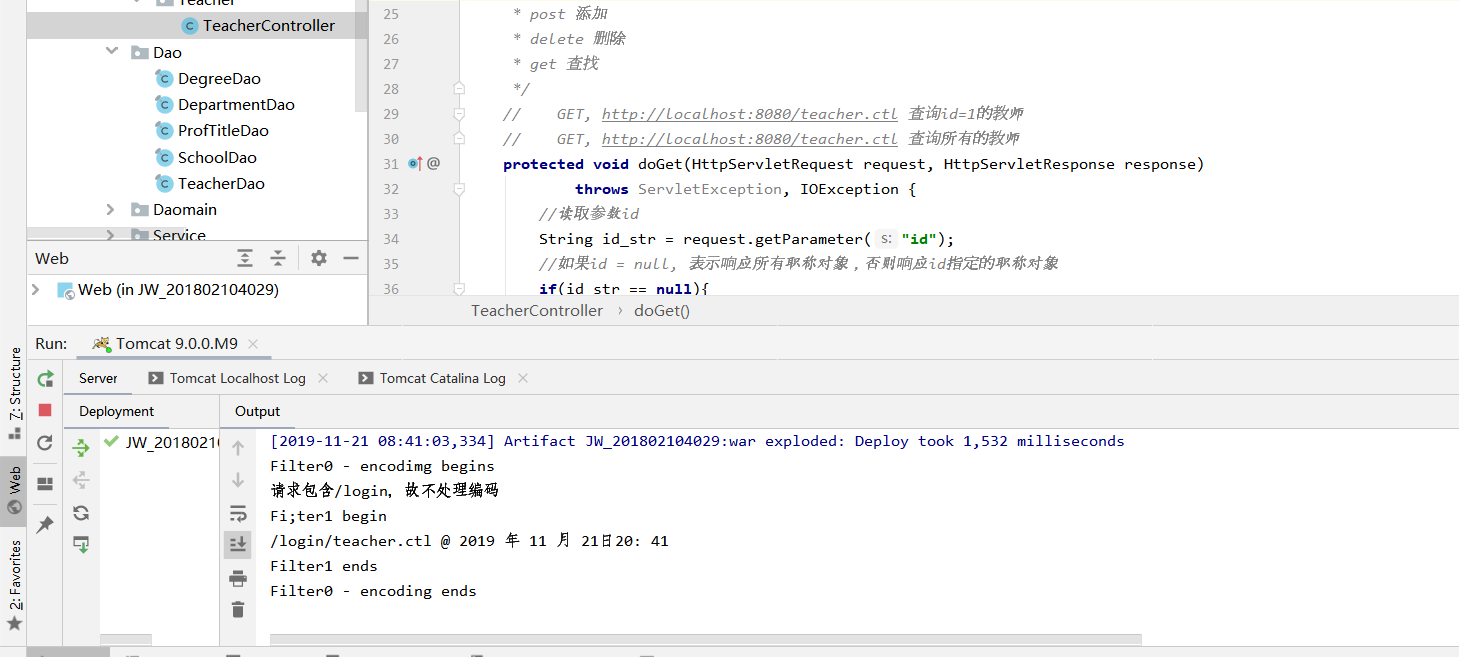 Teacher
TeacherController
Dao
DegreeDao
DepartmentDao
ProfTitleDao
SchoolDao
TeacherDao
Daomain
Service
Web
Web (in JW_201802104029)
25 * post 添加
26 * delete 删除
27 * get 查找
28 */
29 // GET, http://localhost:8080/teacher.ctl 查询id=1的教师
30 // GET, http://localhost:8080/teacher.ctl 查询所有的教师
31 @ protected void doGet(HttpServletRequest request, HttpServletResponse response)
32 throws ServletException, IOException {
33 //读取参数id
34 String id_str = request.getParameter( s: "id");
35 //如果id = null, 表示响应所有职称对象，否则响应id指定的职称对象
36 if(id_str == null){
TeacherController › doGet()
Run: Tomcat 9.0.0.M9
Server Tomcat Localhost Log Tomcat Catalina Log
Deployment Output
JW_2018021
[2019-11-21 08:41:03,334] Artifact JW_201802104029:war exploded: Deploy took 1,532 milliseconds
Filter0 - encodimg begins
请求包含/login, 故不处理编码
Fi;ter1 begin
/login/teacher.ctl @ 2019 年 11 月 21日20: 41
Filter1 ends
Filter0 - encoding ends
Z: Structure
Web
2: Favorites